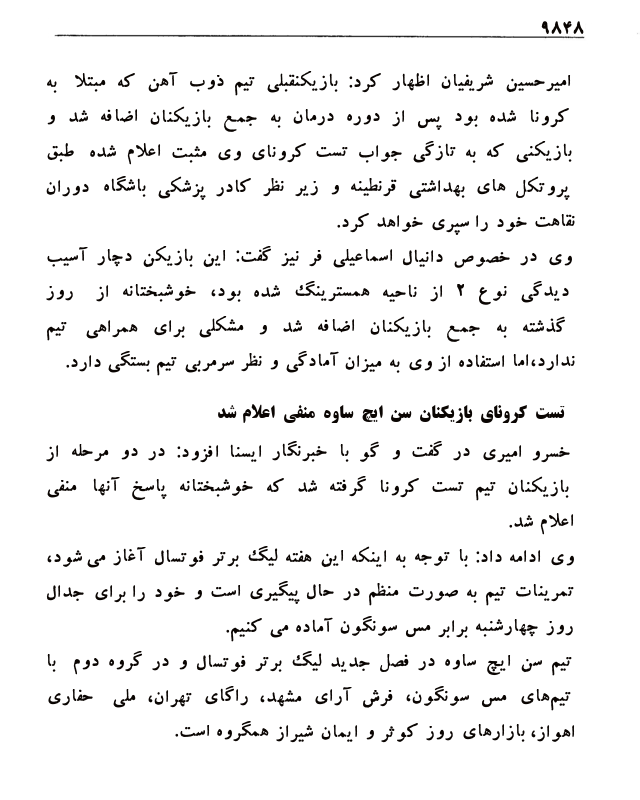 ۹۸۴۸
امیرحسین شریفیان اظهار کرد: بازیکنقبلی تیم ذوب آهن که مبتلا به
کرونا شده بود پس از دوره درمان به جمع بازیکنان اضافه شد و
بازیکنی که به تازگی جواب تست کرونای وی مثبت اعلام شده طبق
پروتکل های بهداشتی قرنطینه و زیر نظر کادر پزشکی باشگاه دوران
نقاهت خود را سپری خواهد کرد.
وی در خصوص دانیال اسماعیلی فر نیز گفت: این بازیکن دچار آسیب
دیدگی نوع ۲ از ناحیه همسترینگ شده بود، خوشبختانه از روز
گذشته به جمع بازیکنان اضافه شد و مشکلی برای همراهی تیم
ندارد،اما استفاده از وی به میزان آمادگی و نظر سرمربی تیم بستگی دارد.
تست کرونای بازیکنان سن ایچ ساوه منفی اعلام شد
خسرو امیری در گفت و گو با خبرنگار ایسنا افزود: در دو مرحله از
بازیکنان تیم تست کرونا گرفته شد که خوشبختانه پاسخ آنها منفی
اعلام شد.
وی ادامه داد: با توجه به اینکه این هفته لیگ برتر فوتسال آغاز می شود،
تمرینات تیم به صورت منظم در حال پیگیری است و خود را برای جدال
روز چهارشنبه برابر مس سونگون آماده می کنیم.
تیم سن ایچ ساوه در فصل جدید لیگ برتر فوتسال و در گروه دوم با
تیم‌های مس سونگون، فرش آرای مشهد، راگای تهران، ملی حفاری
اهواز، بازارهای روز کوثر و ایمان شیراز همگروه است.